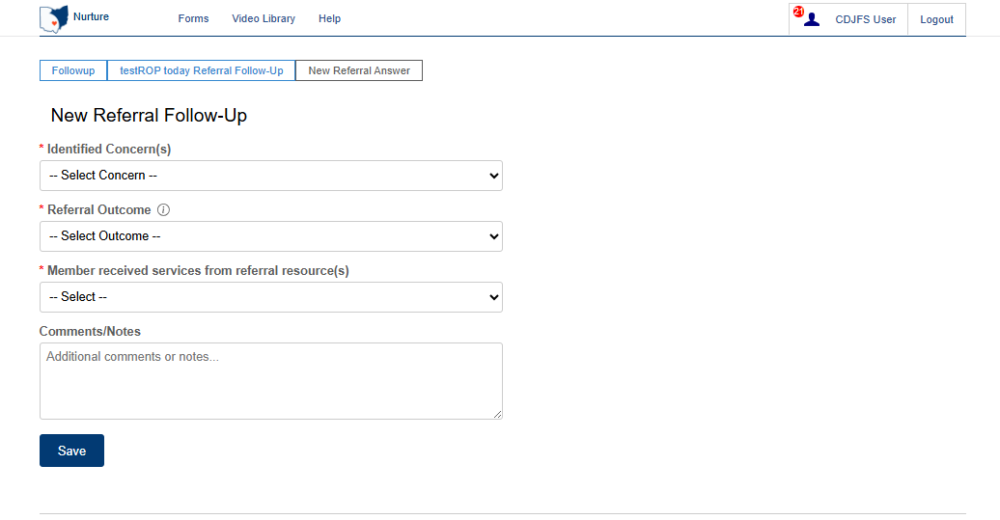 Nurture Forms Video Library Help 21 CDJFS User Logout
Followup testROP today Referral Follow-Up New Referral Answer
New Referral Follow-Up
* Identified Concern(s)
-- Select Concern --
* Referral Outcome i
-- Select Outcome --
* Member received services from referral resource(s)
-- Select --
Comments/Notes
Additional comments or notes...
Save